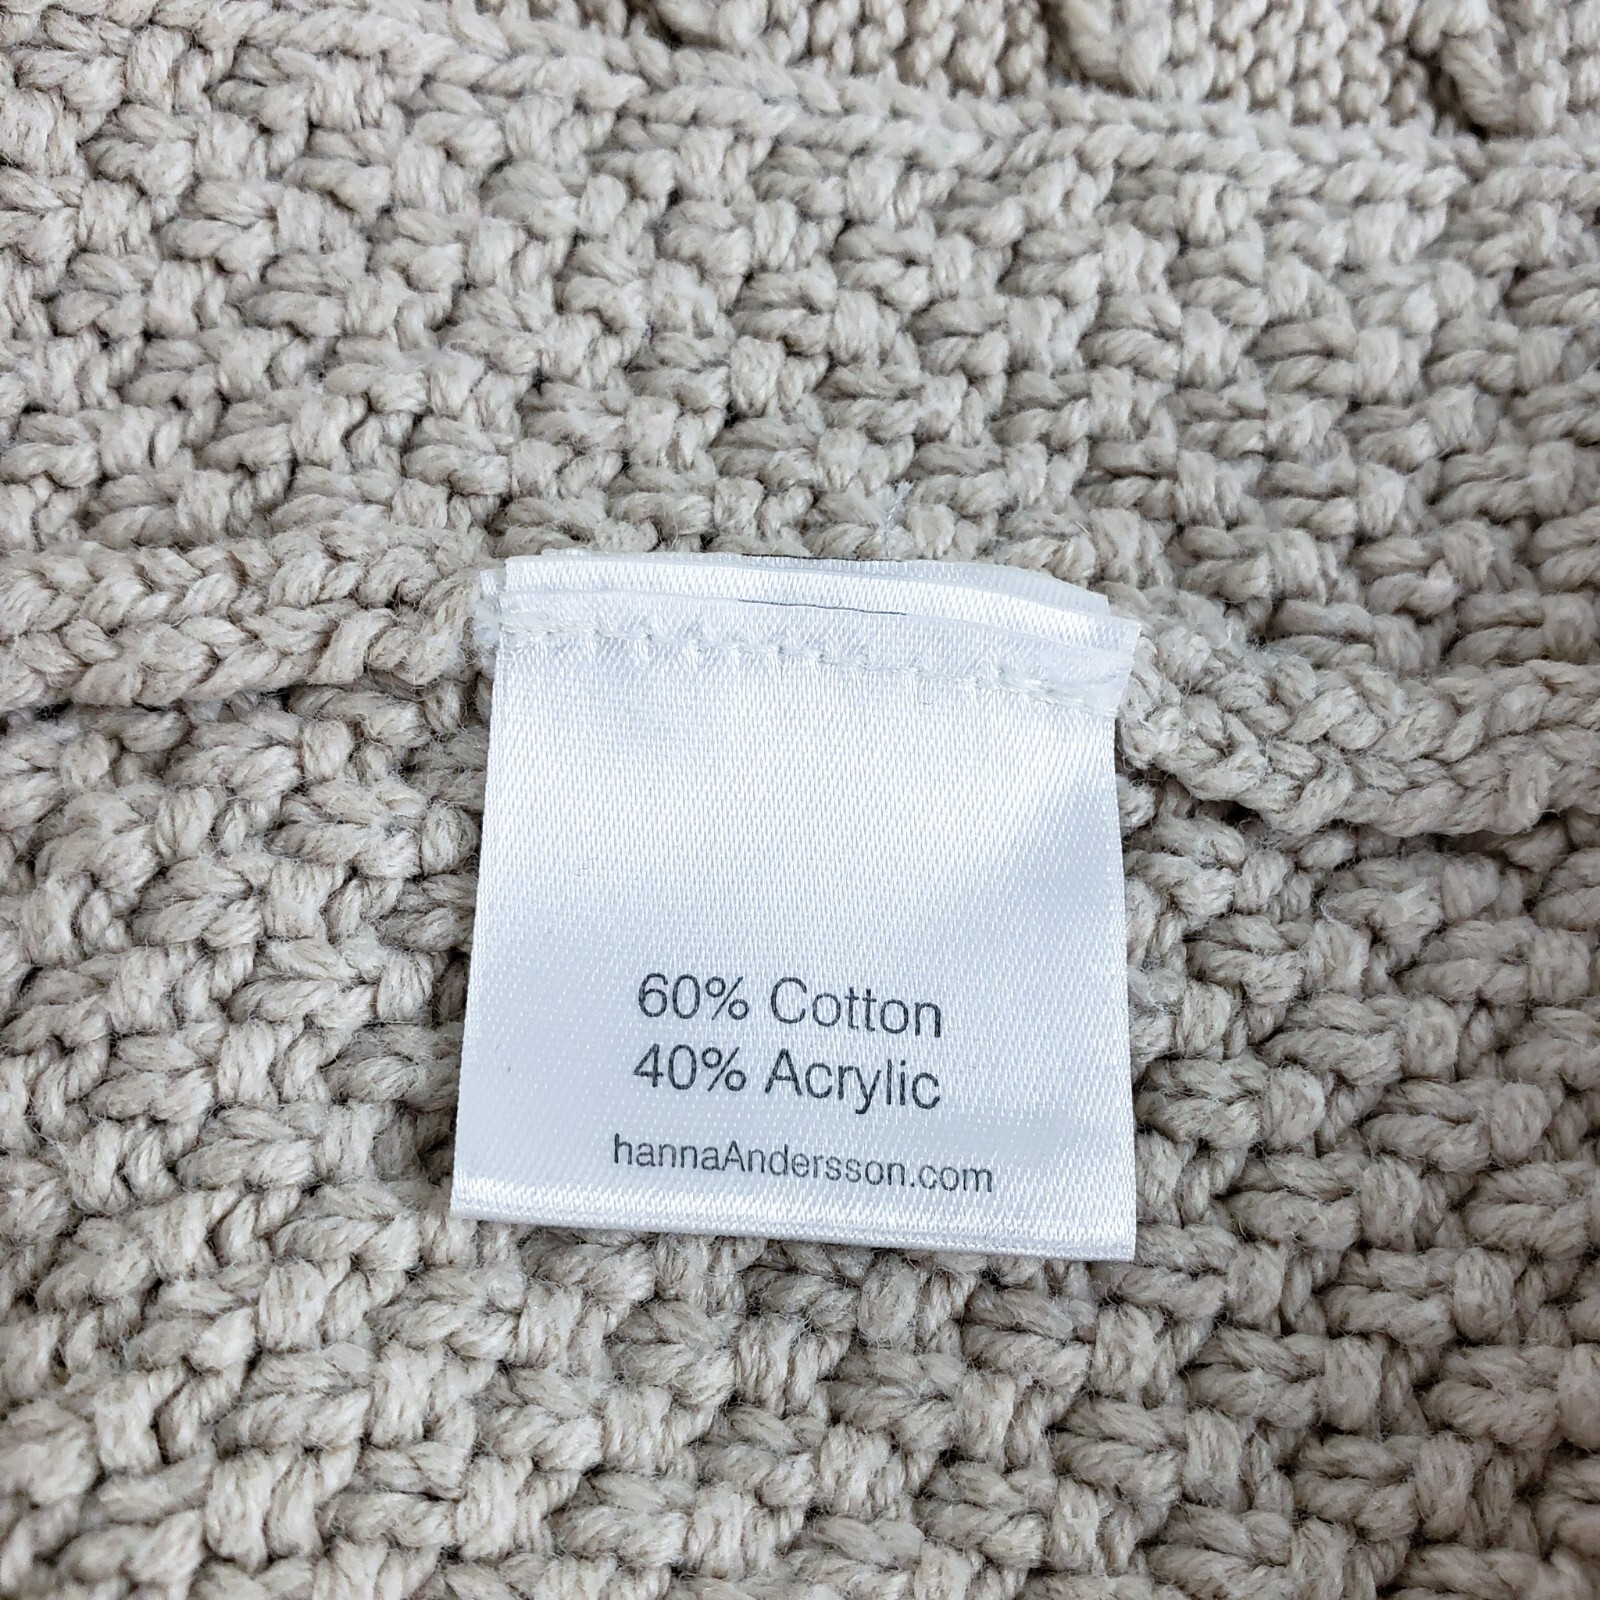 60% Cotton
40% Acrylic
hannaAndersson.com